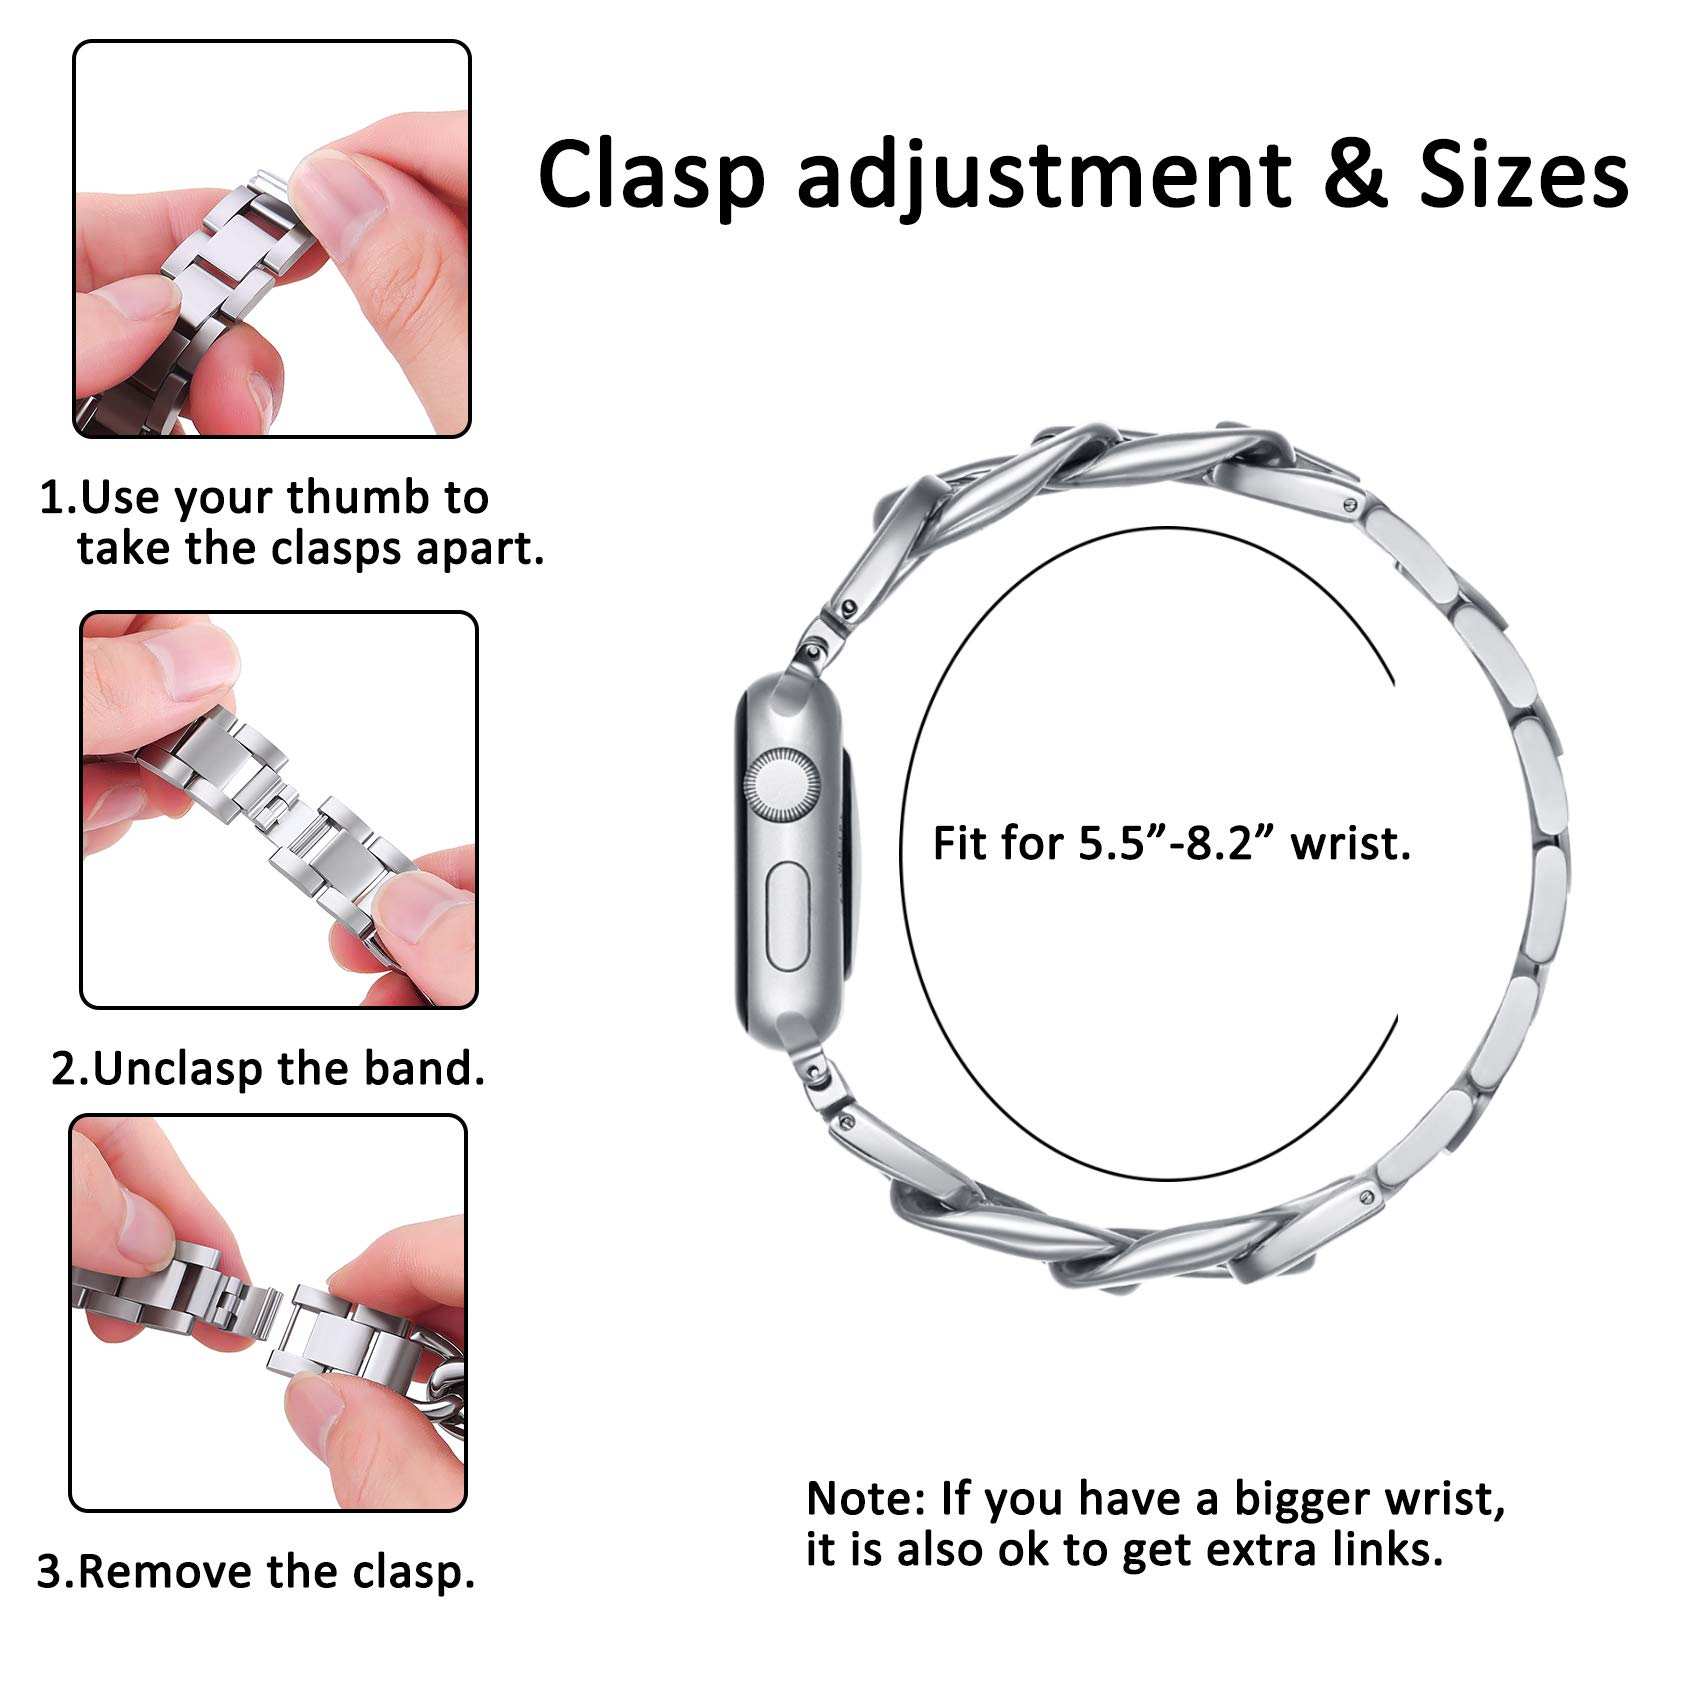 Clasp adjustment & Sizes
1.Use your thumb to
take the clasps apart.
2.Unclasp the band.
3.Remove the clasp.
Fit for 5.5”-8.2” wrist.
Note: If you have a bigger wrist,
it is also ok to get extra links.